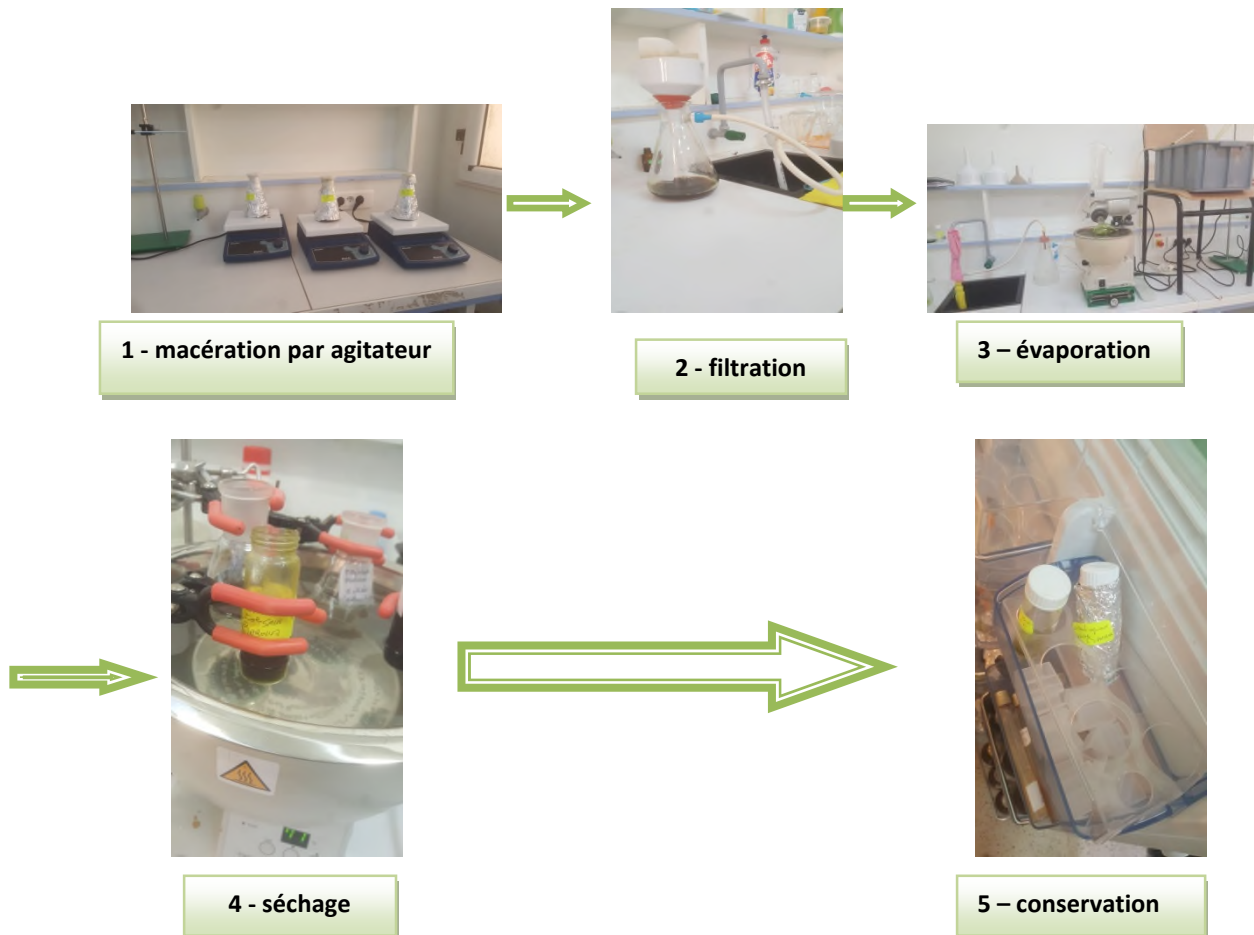 1 - macération par agitateur
2 - filtration
3 – évaporation
4 - séchage
5 – conservation